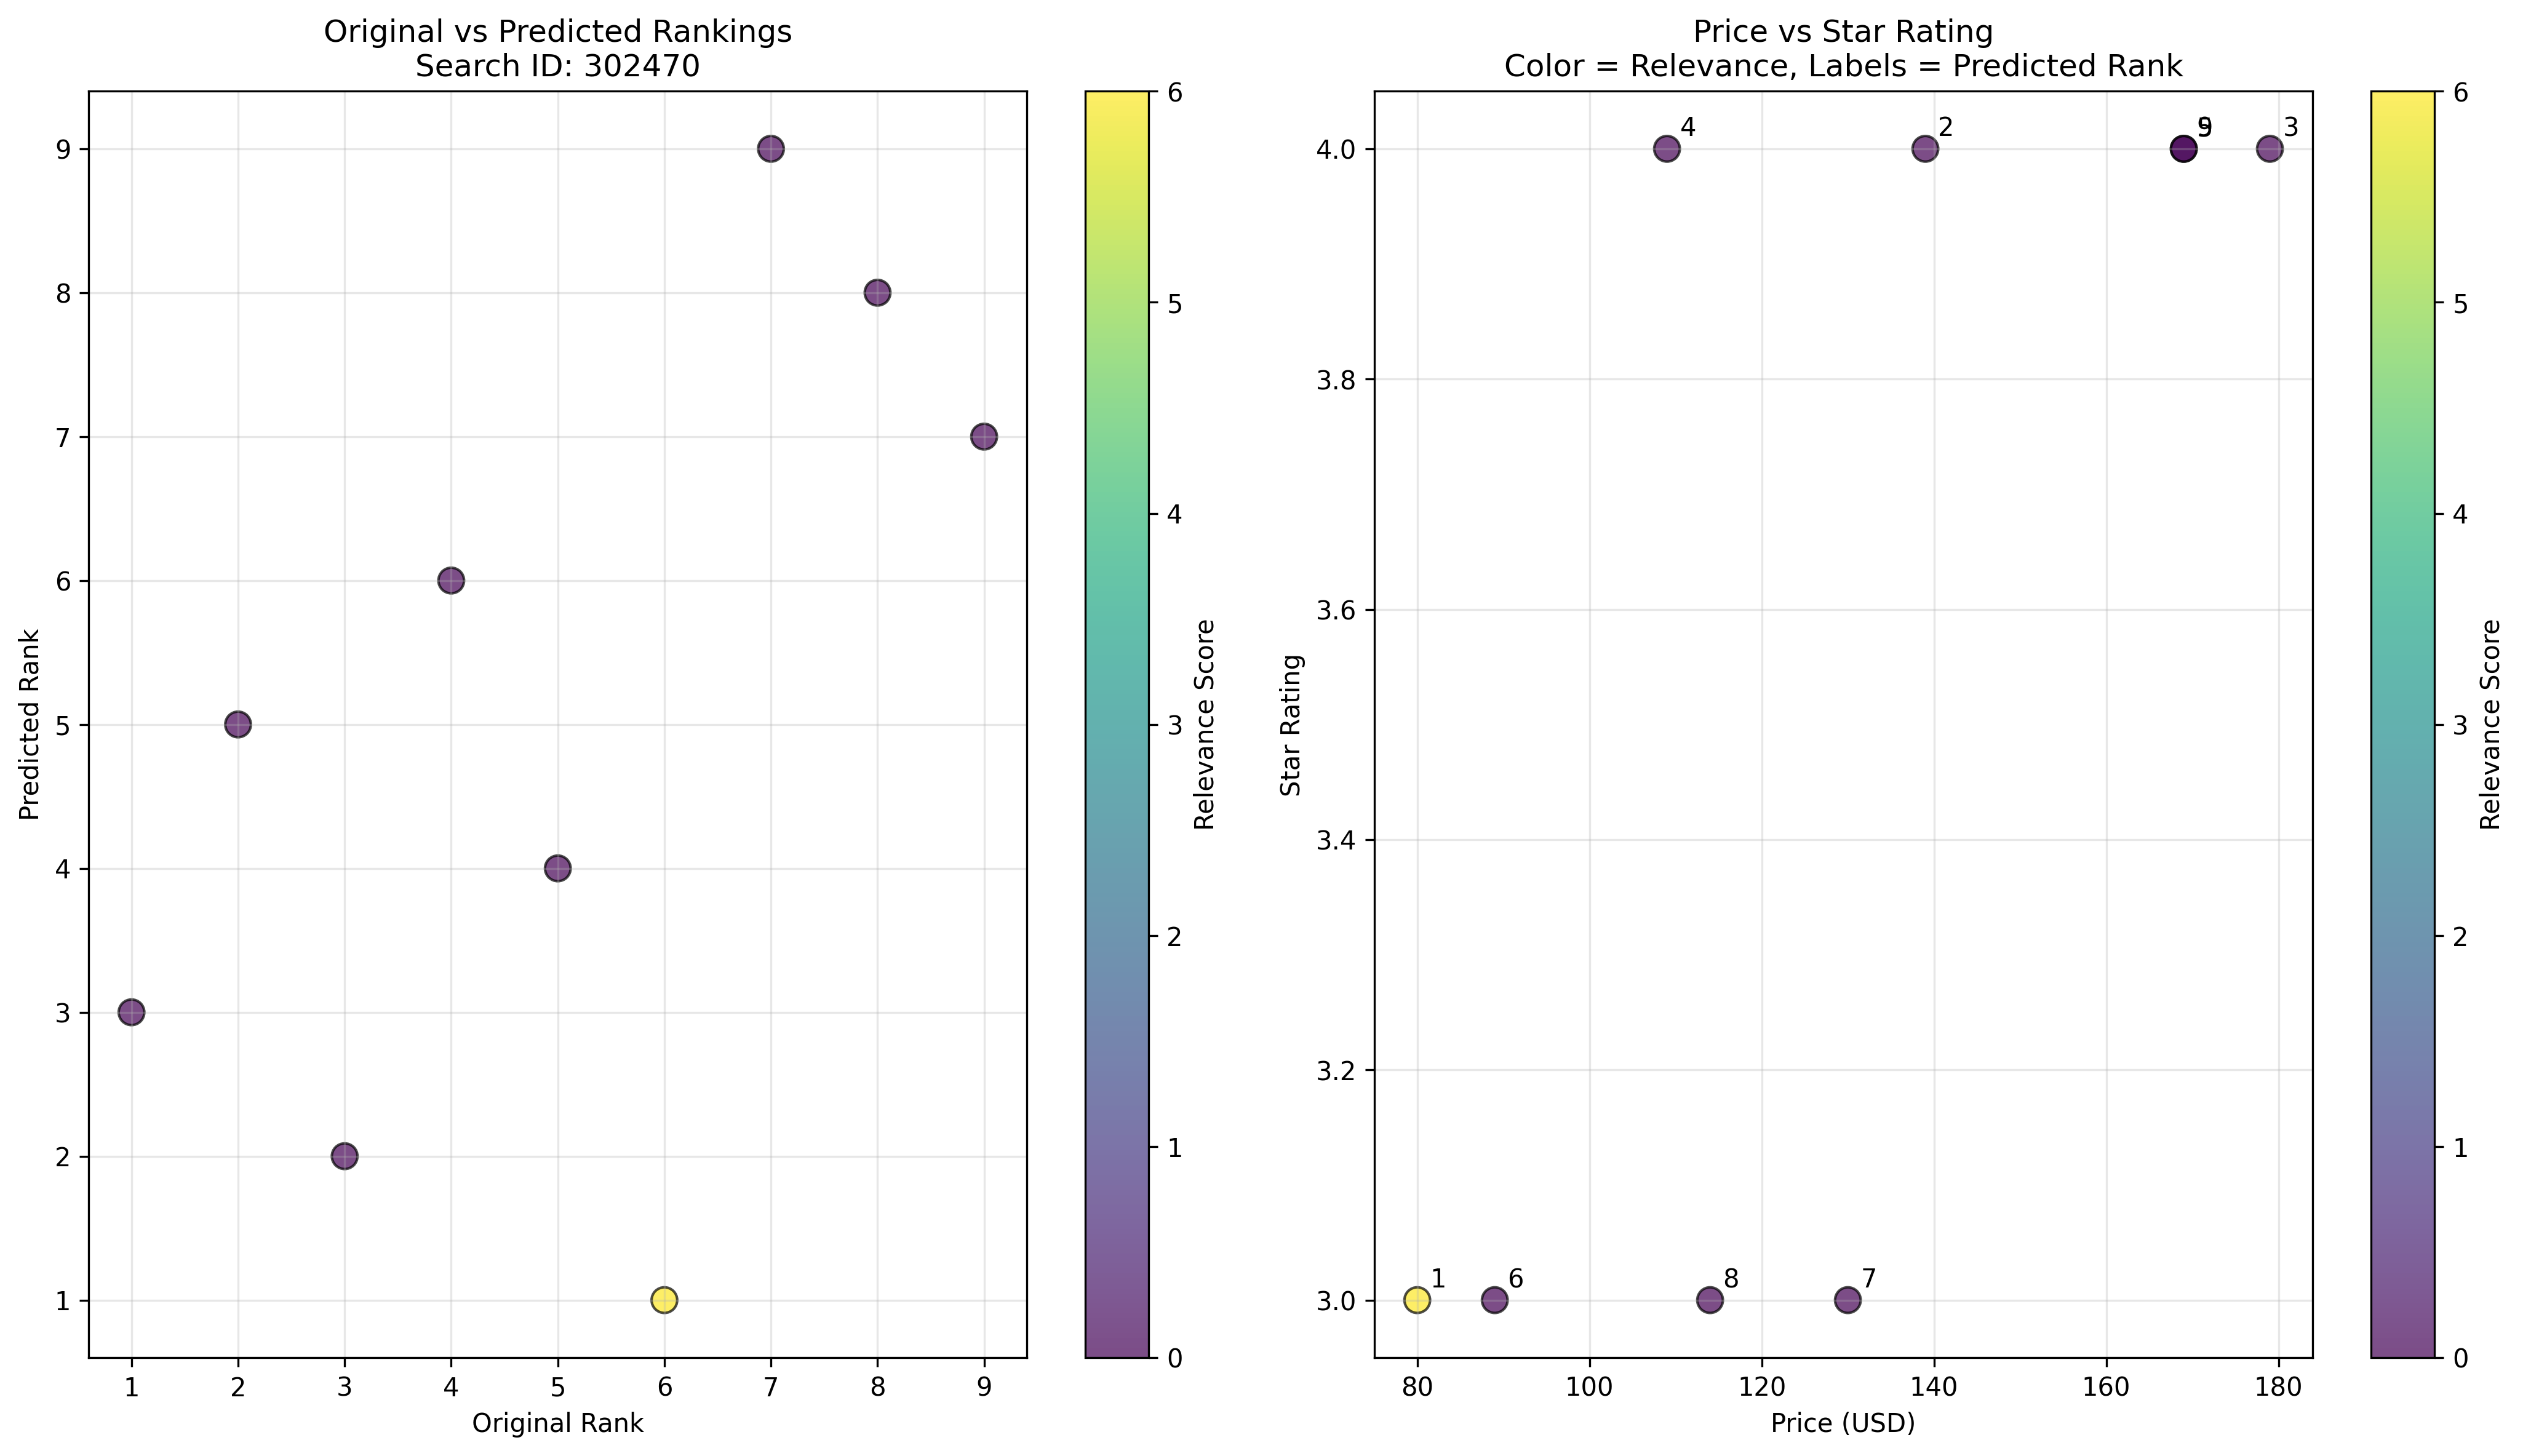 Original vs Predicted Rankings
Search ID: 302470
9
8
7
6
5
4
3
2
1
Predicted Rank
1 2 3 4 5 6 7 8 9
Original Rank
6
5
4
3
2
1
0
Relevance Score
Price vs Star Rating
Color = Relevance, Labels = Predicted Rank
4.0
3.8
3.6
3.4
3.2
3.0
Star Rating
4 2 9 5 3
1 6 8 7
80 100 120 140 160 180
Price (USD)
6
5
4
3
2
1
0
Relevance Score